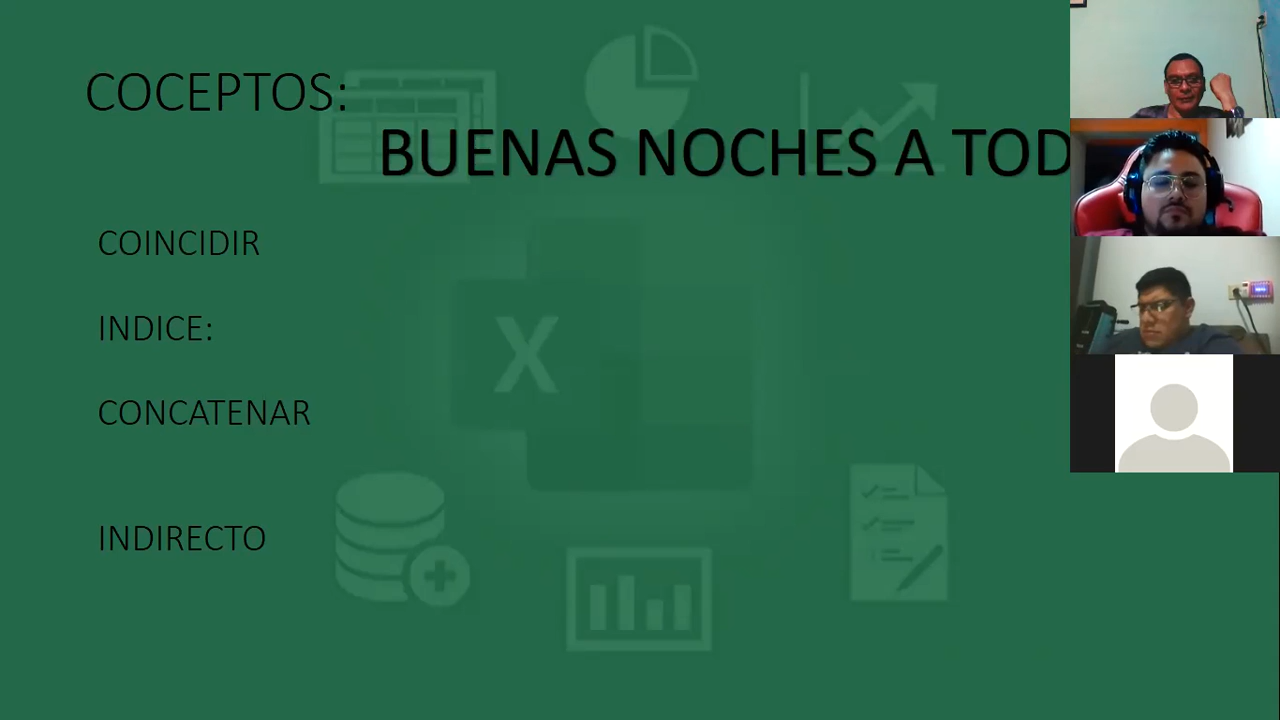 COCEPTOS:
BUENAS NOCHES A TOD
COINCIDIR
INDICE:
CONCATENAR
INDIRECTO
X